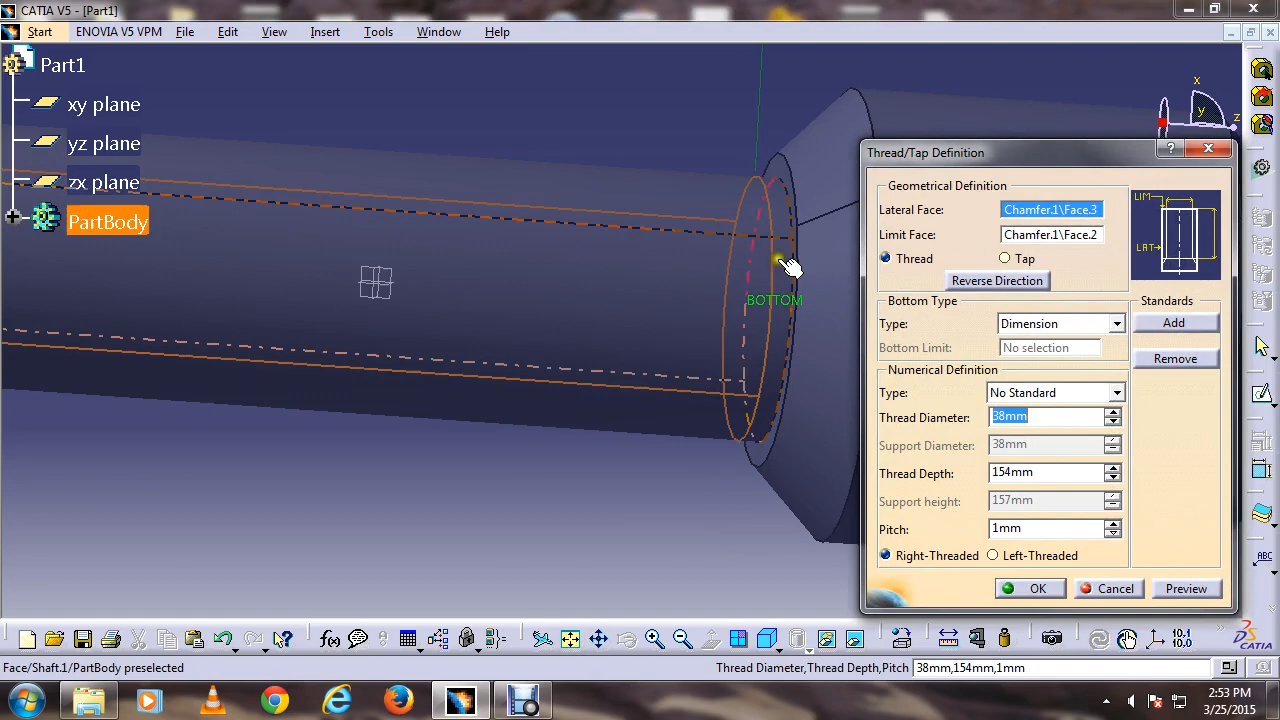 CATIA V5 - [Part1]
Start ENOVIA V5 VPM File Edit View Insert Tools Window Help
Part1
xy plane
yz plane
zx plane
PartBody
BOTTOM
x
y
z
Thread/Tap Definition
?
Geometrical Definition
Lateral Face: Chamfer.1\Face.3
Limit Face: Chamfer.1\Face.2
Thread Tap
Reverse Direction
LIM
LAT
Bottom Type
Type: Dimension
Bottom Limit: No selection
Standards
Add
Remove
Numerical Definition
Type: No Standard
Thread Diameter: 38mm
Support Diameter: 38mm
Thread Depth: 154mm
Support height: 157mm
Pitch: 1mm
Right-Threaded Left-Threaded
OK Cancel Preview
ABC
f(x)
10.1
10.0
CATIA
Face/Shaft.1/PartBody preselected Thread Diameter,Thread Depth,Pitch 38mm,154mm,1mm
2:53 PM
3/25/2015